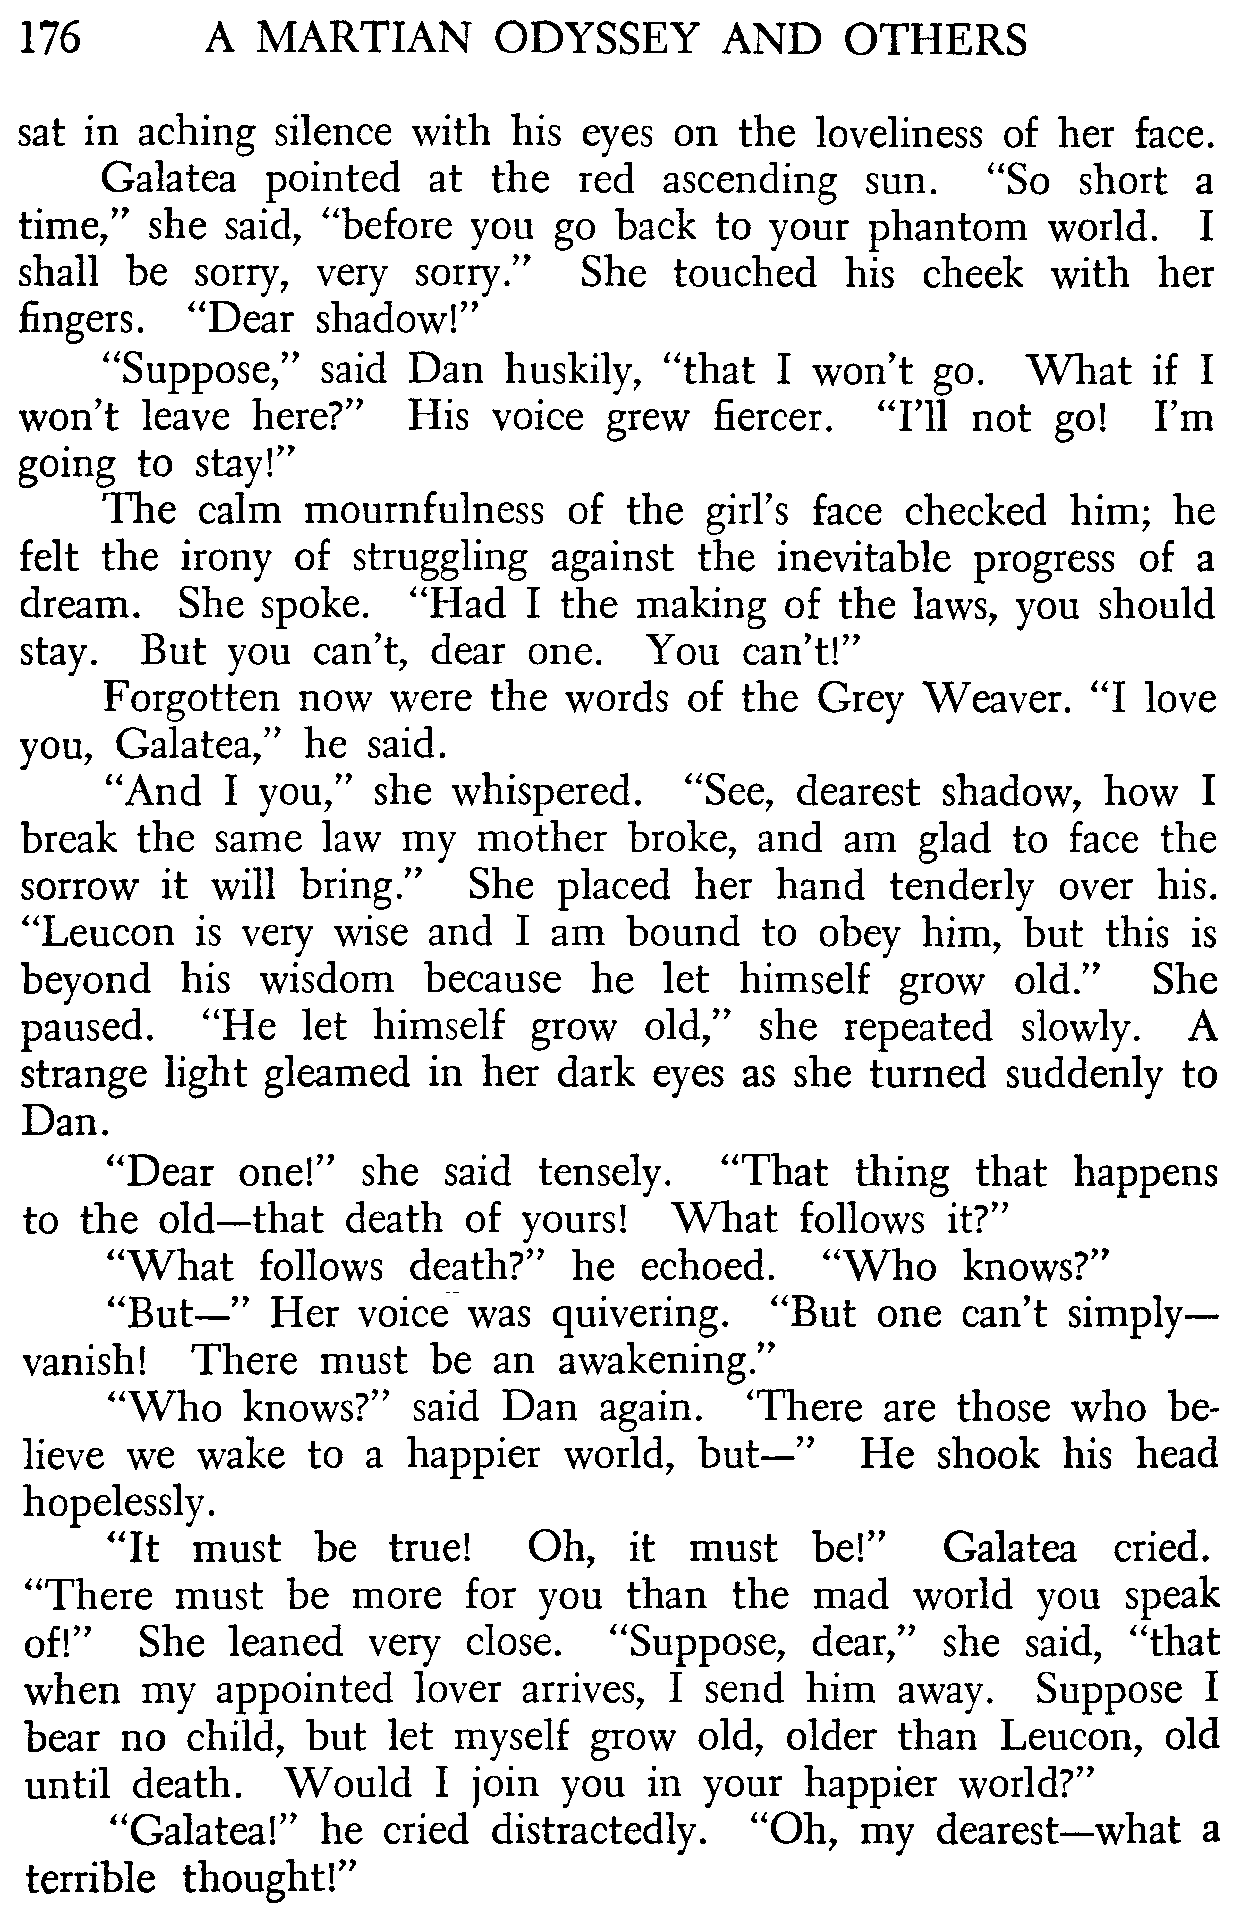 176 A MARTIAN ODYSSEY AND OTHERS
sat in aching silence with his eyes on the loveliness of her face.
Galatea pointed at the red ascending sun. “So short a
time,” she said, “before you go back to your phantom world. I
shall be sorry, very sorry.” She touched his cheek with her
fingers. “Dear shadow!”
“Suppose,” said Dan huskily, “that I won’t go. What if I
won’t leave here?” His voice grew fiercer. “I’ll not go! I’m
going to stay!”
The calm mournfulness of the girl’s face checked him; he
felt the irony of struggling against the inevitable progress of a
dream. She spoke. “Had I the making of the laws, you should
stay. But you can’t, dear one. You can’t!”
Forgotten now were the words of the Grey Weaver. “I love
you, Galatea,” he said.
“And I you,” she whispered. “See, dearest shadow, how I
break the same law my mother broke, and am glad to face the
sorrow it will bring.” She placed her hand tenderly over his.
“Leucon is very wise and I am bound to obey him, but this is
beyond his wisdom because he let himself grow old.” She
paused. “He let himself grow old,” she repeated slowly. A
strange light gleamed in her dark eyes as she turned suddenly to
Dan.
“Dear one!” she said tensely. “That thing that happens
to the old—that death of yours! What follows it?”
“What follows death?” he echoed. “Who knows?”
“But—” Her voice was quivering. “But one can’t simply—
vanish! There must be an awakening.”
“Who knows?” said Dan again. ‘There are those who be-
lieve we wake to a happier world, but—” He shook his head
hopelessly.
“It must be true! Oh, it must be!” Galatea cried.
“There must be more for you than the mad world you speak
of!” She leaned very close. “Suppose, dear,” she said, “that
when my appointed lover arrives, I send him away. Suppose I
bear no child, but let myself grow old, older than Leucon, old
until death. Would I join you in your happier world?”
“Galatea!” he cried distractedly. “Oh, my dearest—what a
terrible thought!”